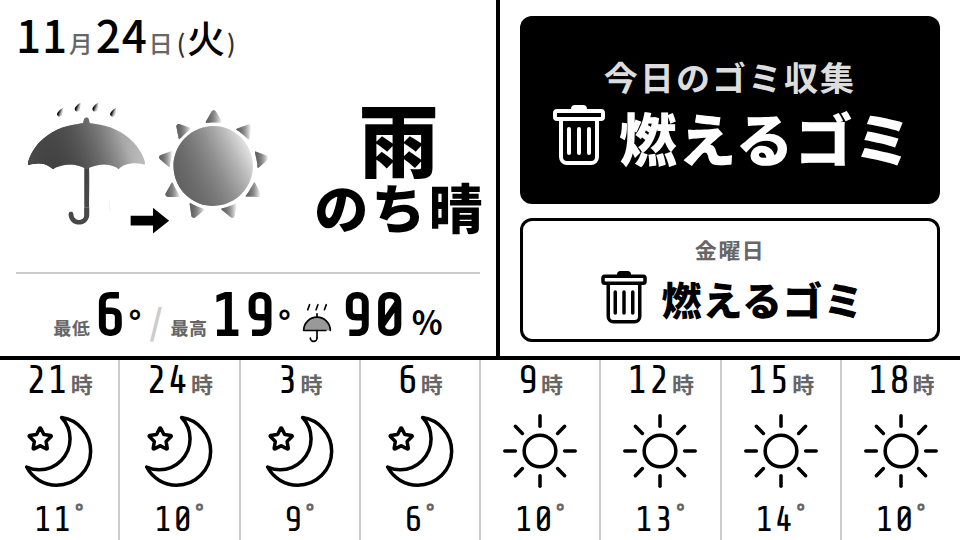 11月24日(火)
雨
のち晴
最低 6° / 最高 19° 90 %
今日のゴミ収集
燃えるゴミ
金曜日
燃えるゴミ
21時 24時 3時 6時 9時 12時 15時 18時
11° 10° 9° 6° 10° 13° 14° 10°